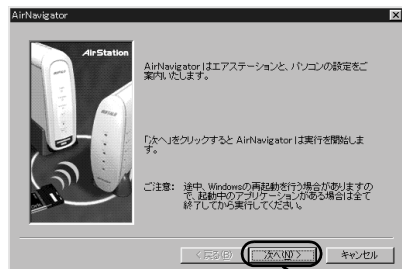 AirNavigator
AirStation
AirNavigatorはエアステーションと、パソコンの設定をご
案内いたします。
「次へ」をクリックすると AirNavigatorは実行を開始しま
す。
ご注意： 途中、Windowsの再起動を行う場合がありますの
で、起動中のアプリケーションがある場合は全て
終了してから実行してください。
< 戻る(B) 次へ(N) > キャンセル